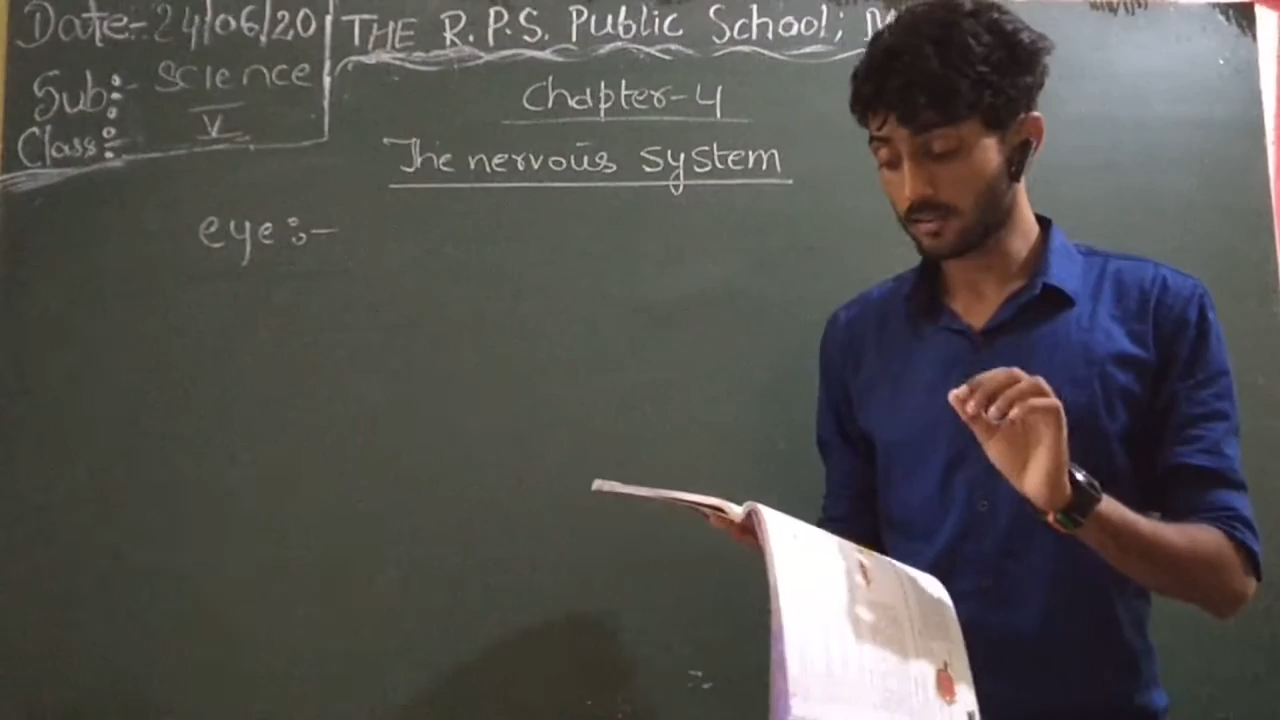 Date:- 24/06/20
THE R.P.S. Public School;
Sub:- Science
Class:- V
Chapter-4
The nervous system
eye:-